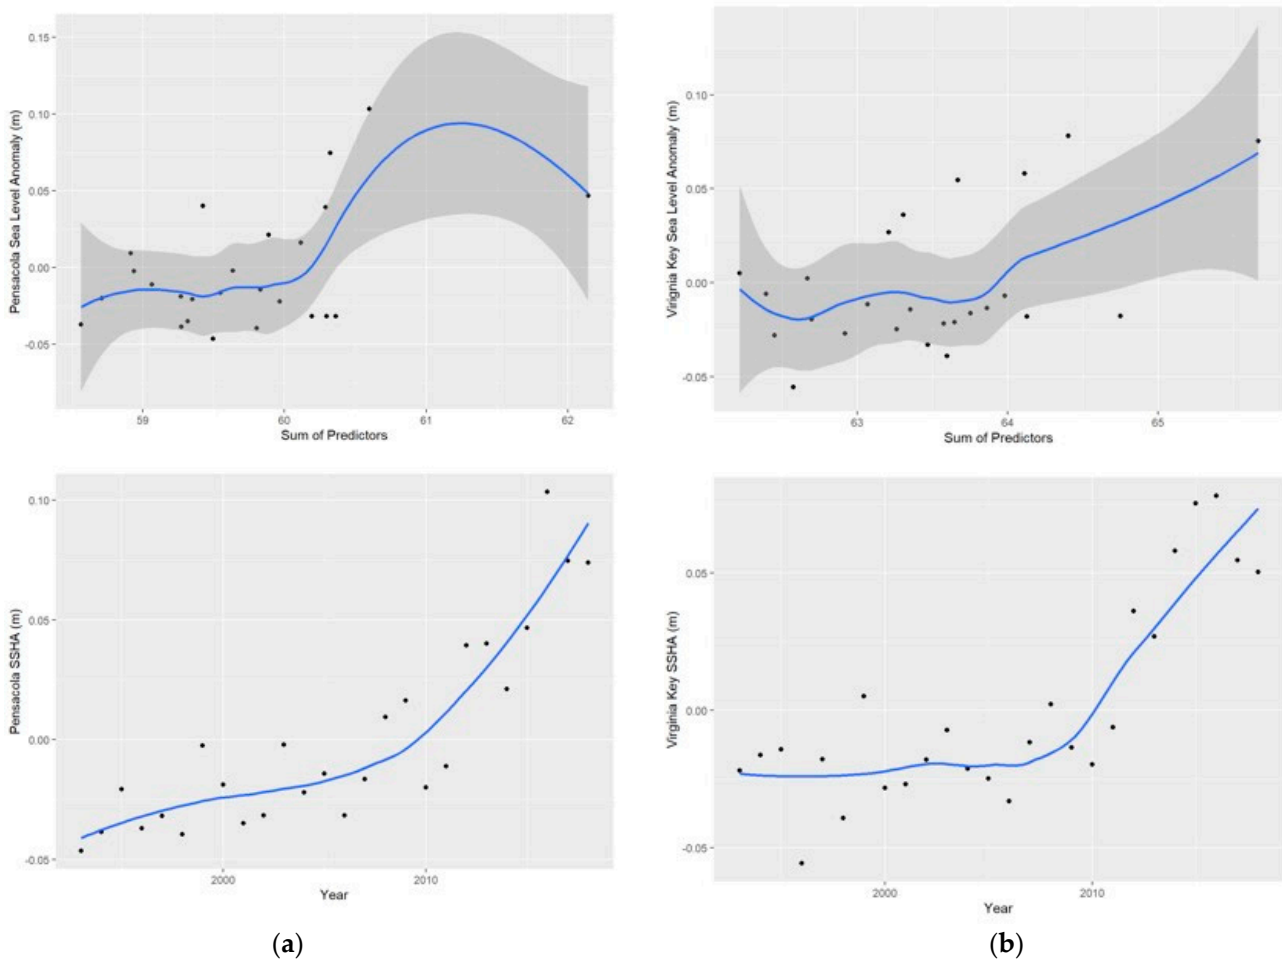 0.15
0.10
0.05
0.00
-0.05
Pensacola Sea Level Anomaly (m)
59 60 61 62
Sum of Predictors
0.10
0.05
0.00
-0.05
Virignia Key Sea Level Anomaly (m)
63 64 65
Sum of Predictors
0.10
0.05
0.00
-0.05
Pensacola SSHA (m)
2000 2010
Year
0.05
0.00
-0.05
Virginia Key SSHA (m)
2000 2010
Year
(a) (b)